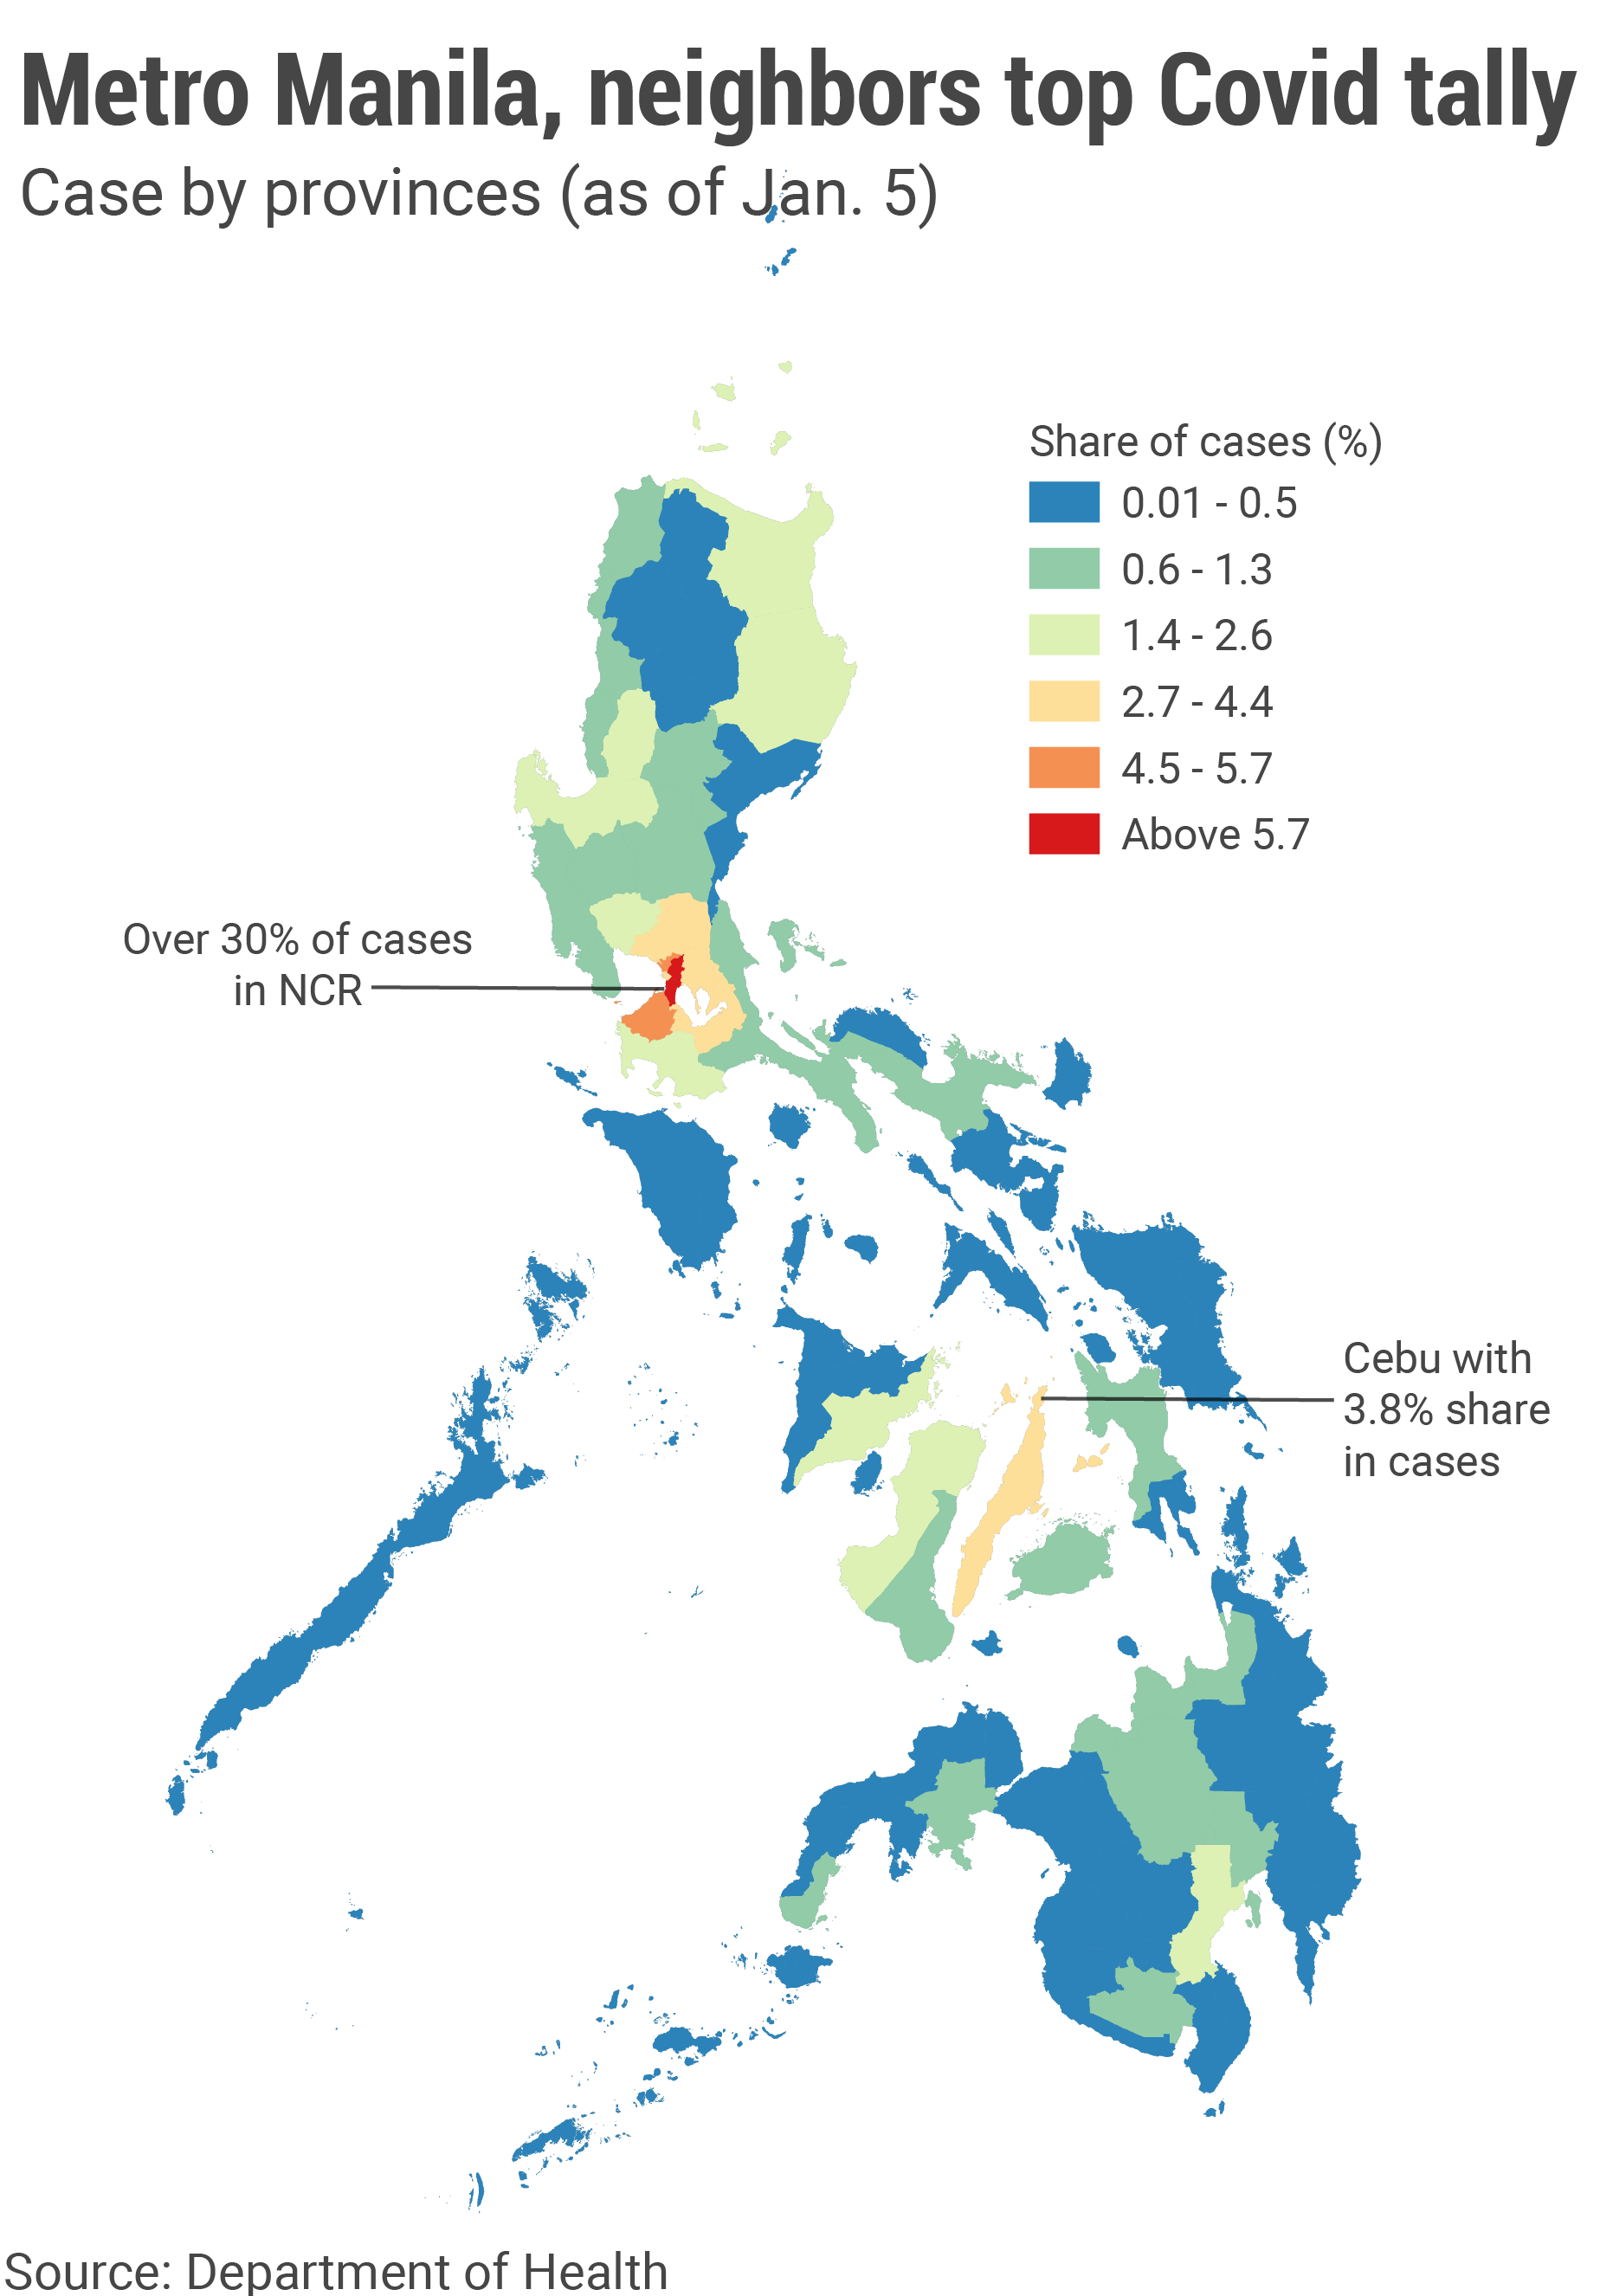 Metro Manila, neighbors top Covid tally
Case by provinces (as of Jan. 5)
Share of cases (%)
0.01 - 0.5
0.6 - 1.3
1.4 - 2.6
2.7 - 4.4
4.5 - 5.7
Above 5.7
Over 30% of cases
in NCR
Cebu with
3.8% share
in cases
Source: Department of Health